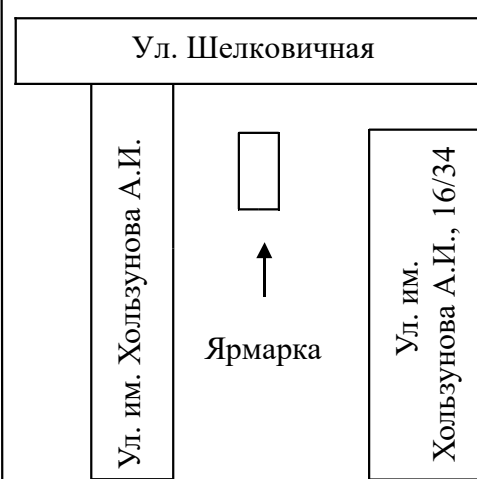 Ул. Шелковичная
Ул. им. Хользунова А.И.
Ярмарка
Ул. им.
Хользунова А.И., 16/34